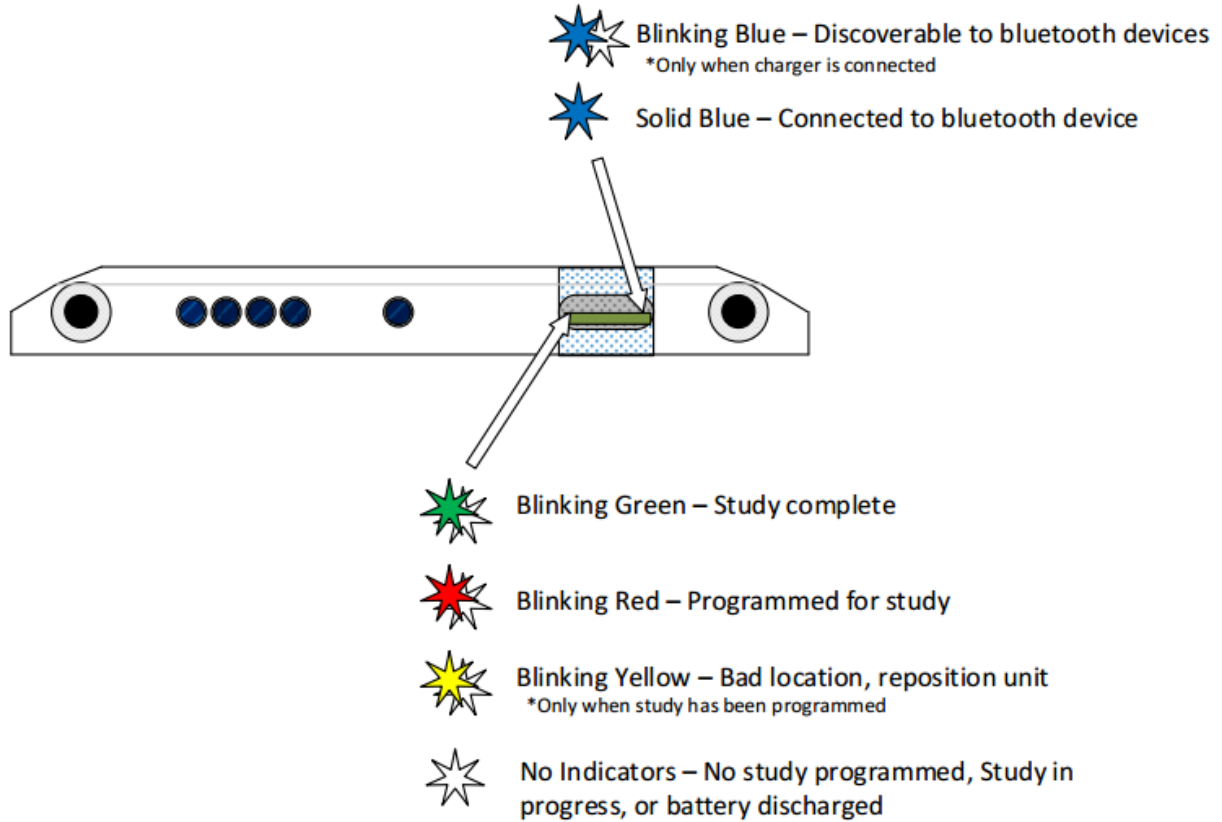 Blinking Blue – Discoverable to bluetooth devices
*Only when charger is connected
Solid Blue – Connected to bluetooth device
Blinking Green – Study complete
Blinking Red – Programmed for study
Blinking Yellow – Bad location, reposition unit
*Only when study has been programmed
No Indicators – No study programmed, Study in
progress, or battery discharged